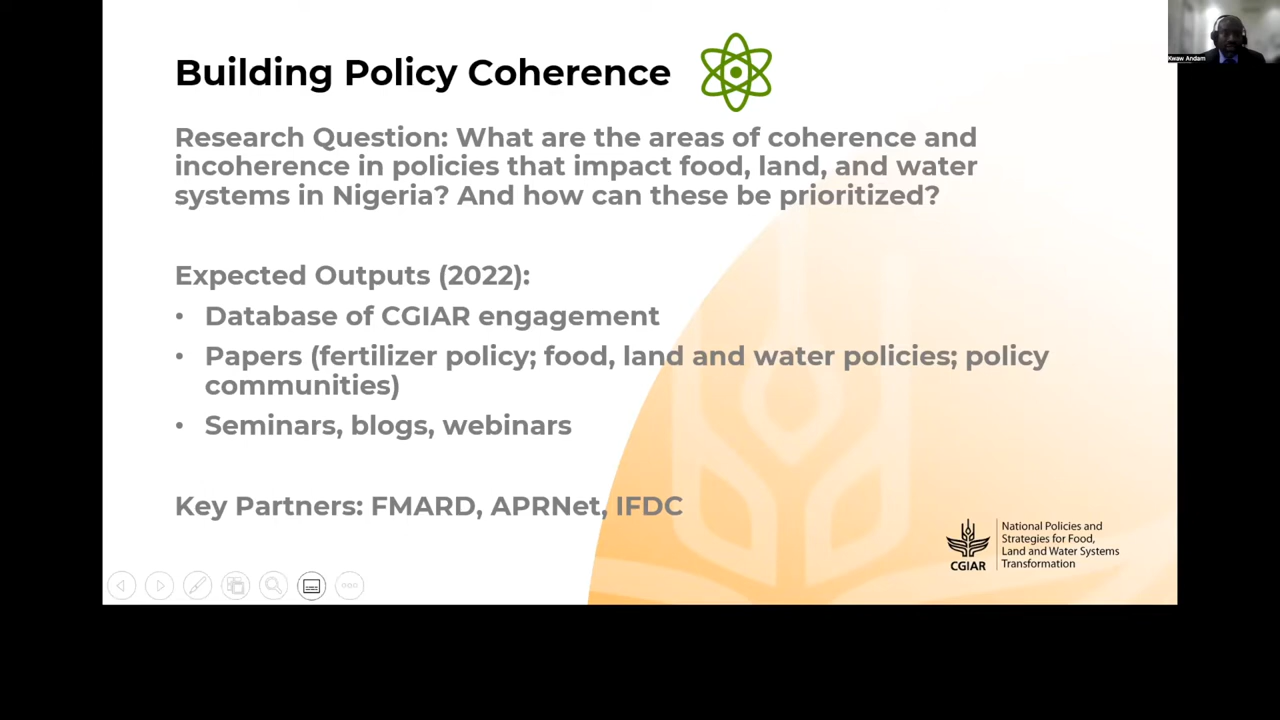 Building Policy Coherence
Kwaw Andam
Research Question: What are the areas of coherence and
incoherence in policies that impact food, land, and water
systems in Nigeria? And how can these be prioritized?
Expected Outputs (2022):
• Database of CGIAR engagement
• Papers (fertilizer policy; food, land and water policies; policy
communities)
• Seminars, blogs, webinars
Key Partners: FMARD, APRNet, IFDC
CGIAR
National Policies and
Strategies for Food,
Land and Water Systems
Transformation